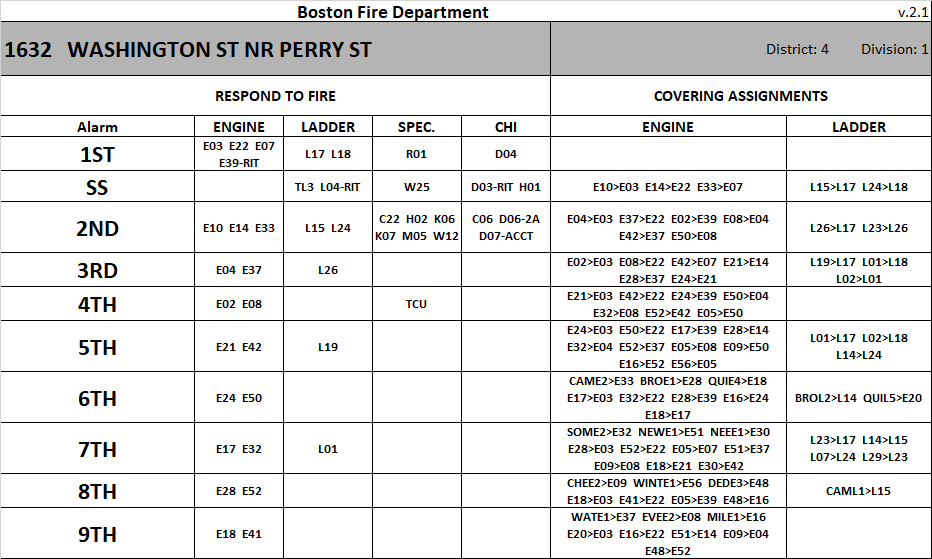 Boston Fire Department v.2.1
1632 WASHINGTON ST NR PERRY ST District: 4 Division: 1
RESPOND TO FIRE COVERING ASSIGNMENTS
Alarm ENGINE LADDER SPEC. CHI ENGINE LADDER
1ST
E03 E22 E07
E39-RIT
L17 L18
R01
D04
SS
TL3 L04-RIT
W25
D03-RIT H01
E10>E03 E14>E22 E33>E07
L15>L17 L24>L18
2ND
E10 E14 E33
L15 L24
C22 H02 K06
K07 M05 W12
C06 D06-2A
D07-ACCT
E04>E03 E37>E22 E02>E39 E08>E04
E42>E37 E50>E08
L26>L17 L23>L26
3RD
E04 E37
L26
E02>E03 E08>E22 E42>E07 E21>E14
E28>E37 E24>E21
L19>L17 L01>L18
L02>L01
4TH
E02 E08
TCU
E21>E03 E42>E22 E24>E39 E50>E04
E32>E08 E52>E42 E05>E50
5TH
E21 E42
L19
E24>E03 E50>E22 E17>E39 E28>E14
E32>E04 E52>E37 E05>E08 E09>E50
E16>E52 E56>E05
L01>L17 L02>L18
L14>L24
6TH
E24 E50
CAME2>E33 BROE1>E28 QUIE4>E18
E17>E03 E32>E22 E28>E39 E16>E24
E18>E17
BROL2>L14 QUIL5>E20
7TH
E17 E32
L01
SOME2>E32 NEWE1>E51 NEEE1>E30
E28>E03 E52>E22 E05>E07 E51>E37
E09>E08 E18>E21 E30>E42
L23>L17 L14>L15
L07>L24 L29>L23
8TH
E28 E52
CHEE2>E09 WINTE1>E56 DEDE3>E48
E18>E03 E41>E22 E05>E39 E48>E16
CAML1>L15
9TH
E18 E41
WATE1>E37 EVEE2>E08 MILE1>E16
E20>E03 E16>E22 E51>E14 E09>E04
E48>E52